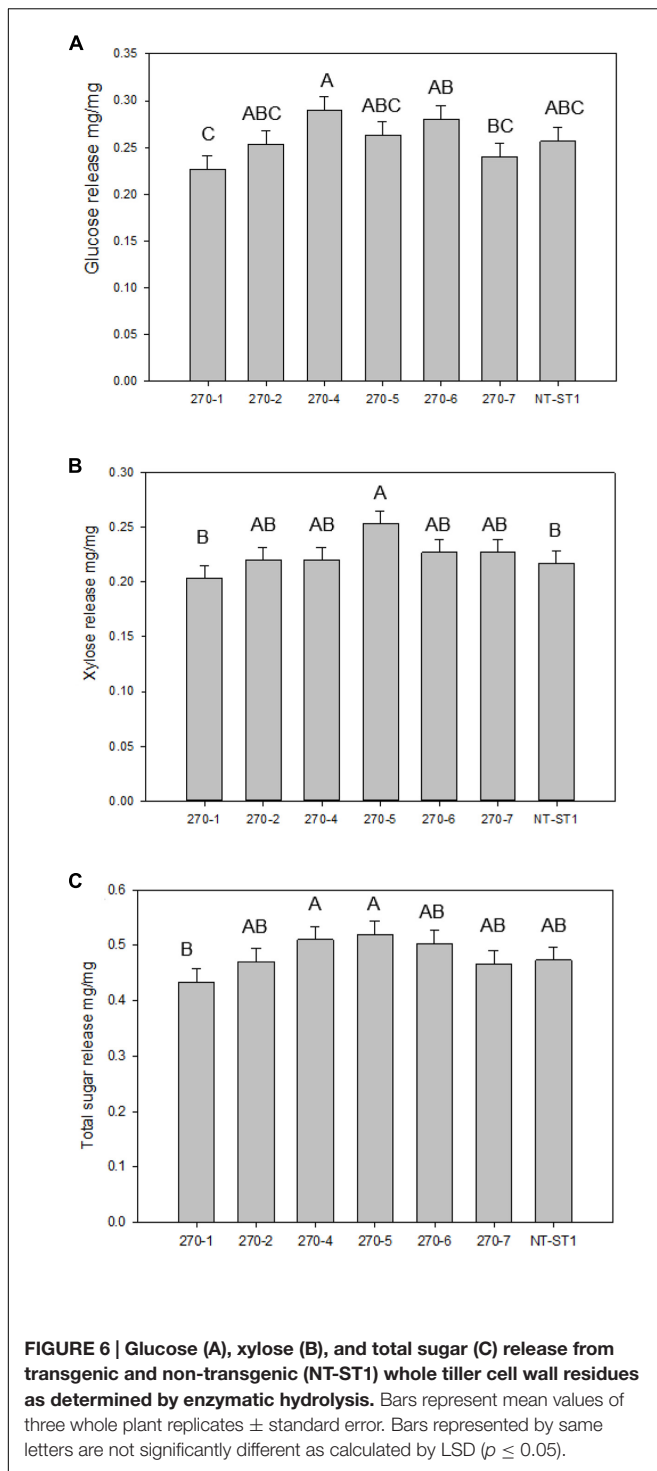 A
Glucose release mg/mg
0.35
0.30
0.25
0.20
0.15
0.10
0.05
0.00
C
ABC
A
ABC
AB
BC
ABC
270-1 270-2 270-4 270-5 270-6 270-7 NT-ST1
B
Xylose release mg/mg
0.30
0.25
0.20
0.15
0.10
0.05
0.00
B
AB
AB
A
AB
AB
B
270-1 270-2 270-4 270-5 270-6 270-7 NT-ST1
C
Total sugar release mg/mg
0.6
0.5
0.4
0.3
0.2
0.1
0.0
B
AB
A
A
AB
AB
AB
270-1 270-2 270-4 270-5 270-6 270-7 NT-ST1
FIGURE 6 | Glucose (A), xylose (B), and total sugar (C) release from
transgenic and non-transgenic (NT-ST1) whole tiller cell wall residues
as determined by enzymatic hydrolysis. Bars represent mean values of
three whole plant replicates ± standard error. Bars represented by same
letters are not significantly different as calculated by LSD (p ≤ 0.05).